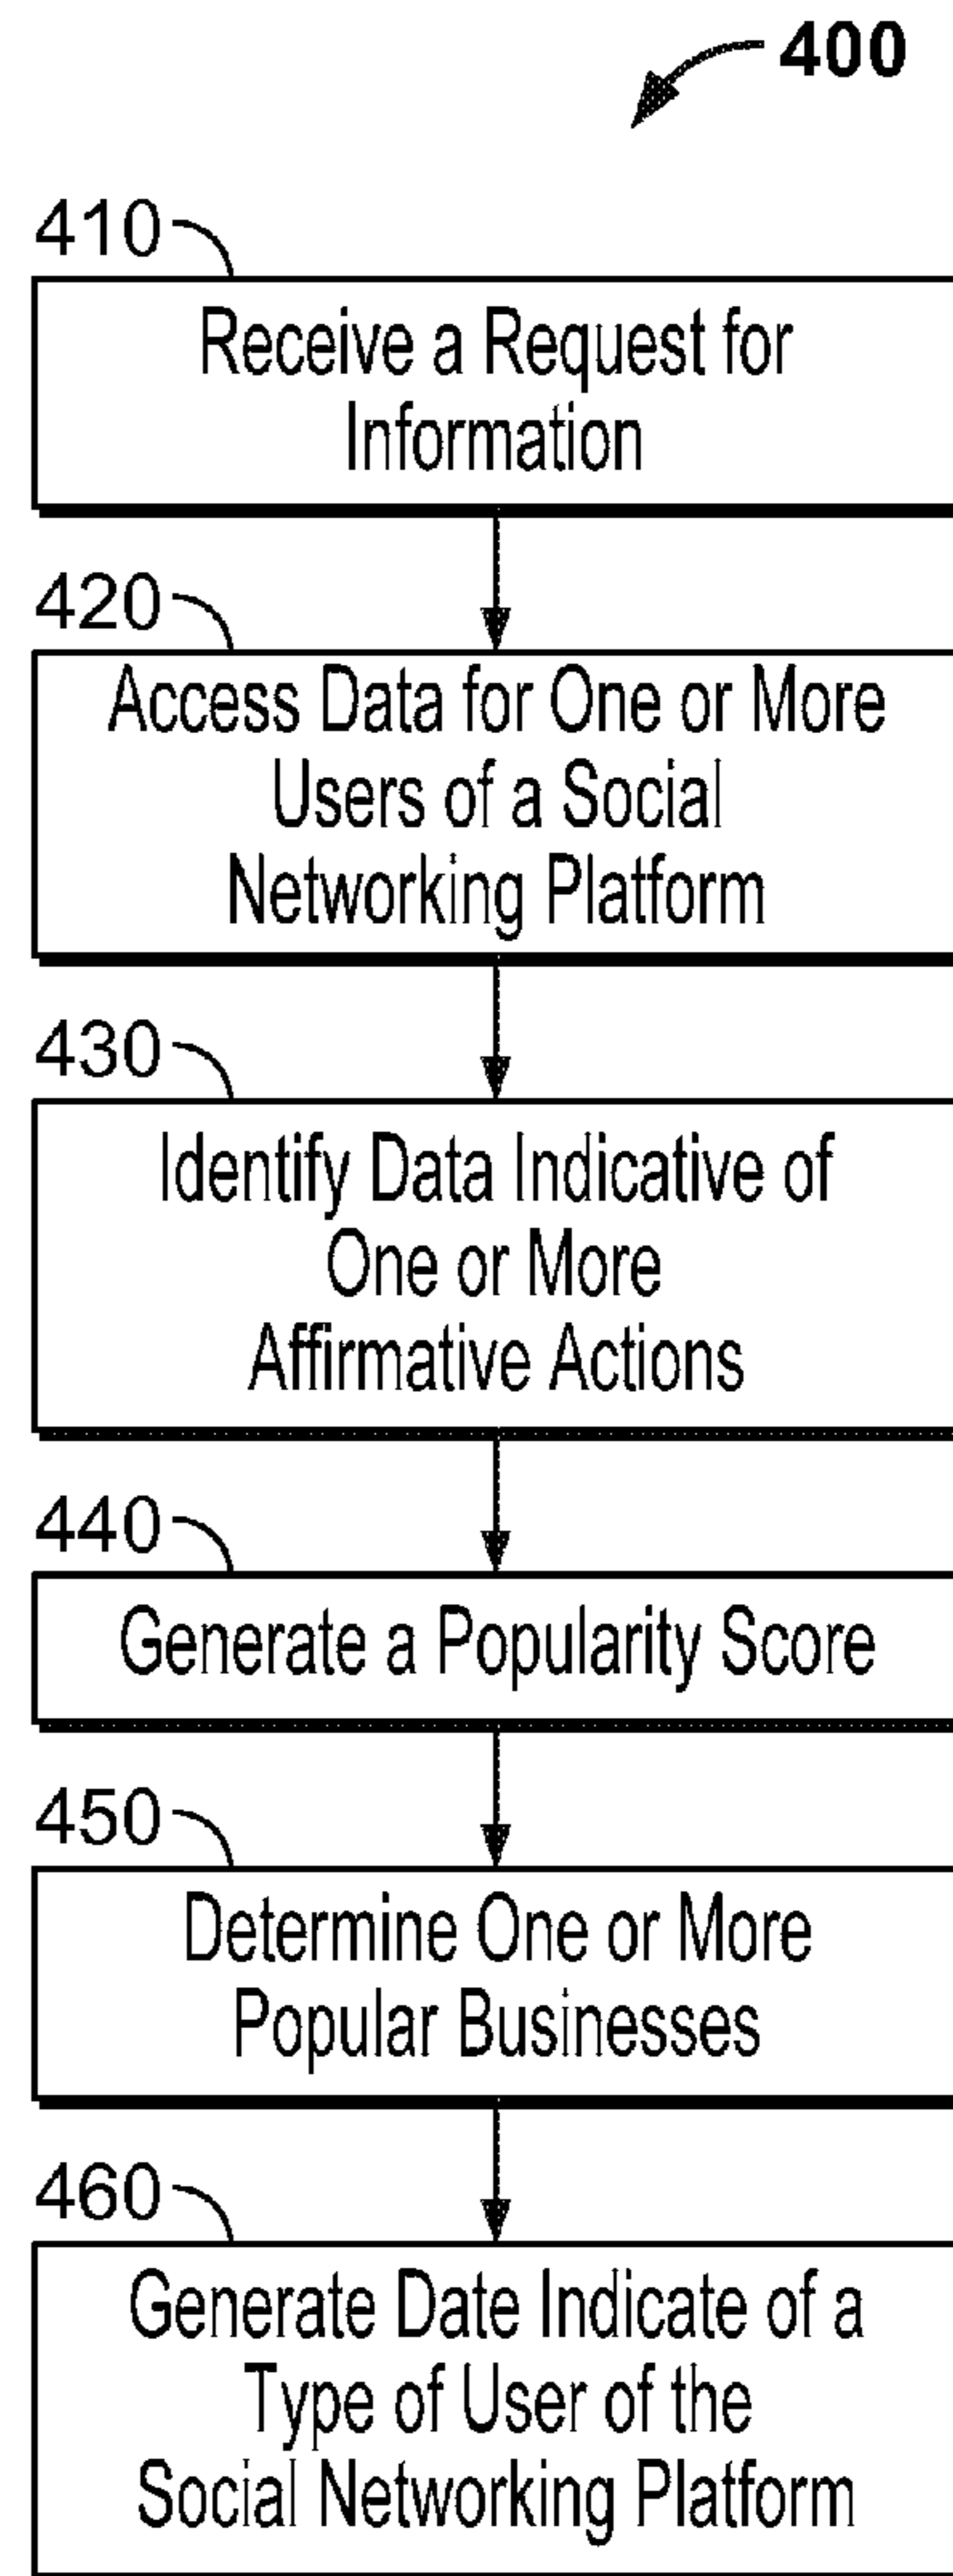 400
410
Receive a Request for
Information
420
Access Data for One or More
Users of a Social
Networking Platform
430
Identify Data Indicative of
One or More
Affirmative Actions
440
Generate a Popularity Score
450
Determine One or More
Popular Businesses
460
Generate Date Indicate of a
Type of User of the
Social Networking Platform